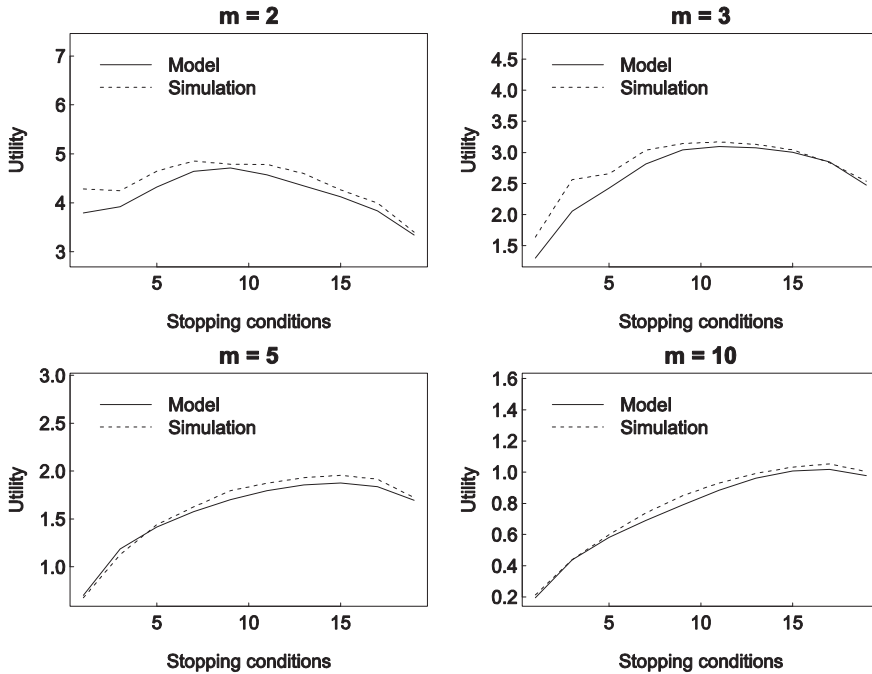 m = 2
7
6
5
4
3
Utility
Model
Simulation
5
10
15
Stopping conditions
m = 3
4.5
4.0
3.5
3.0
2.5
2.0
1.5
Utility
Model
Simulation
5
10
15
Stopping conditions
m = 5
3.0
2.5
2.0
1.5
1.0
Utility
Model
Simulation
5
10
15
Stopping conditions
m = 10
1.6
1.4
1.2
1.0
0.8
0.6
0.4
0.2
Utility
Model
Simulation
5
10
15
Stopping conditions